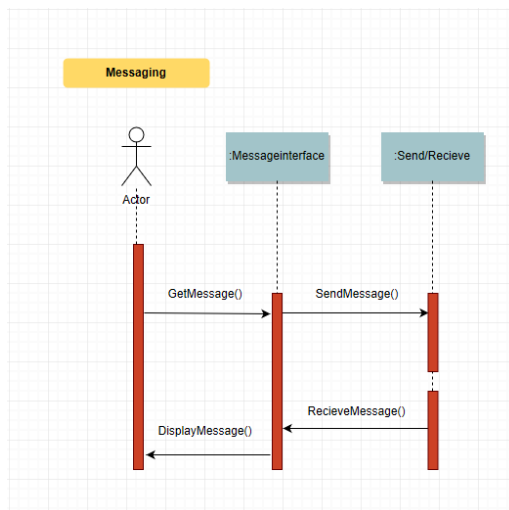 Messaging
:Messageinterface
:Send/Recieve
Actor
GetMessage()
SendMessage()
RecieveMessage()
DisplayMessage()